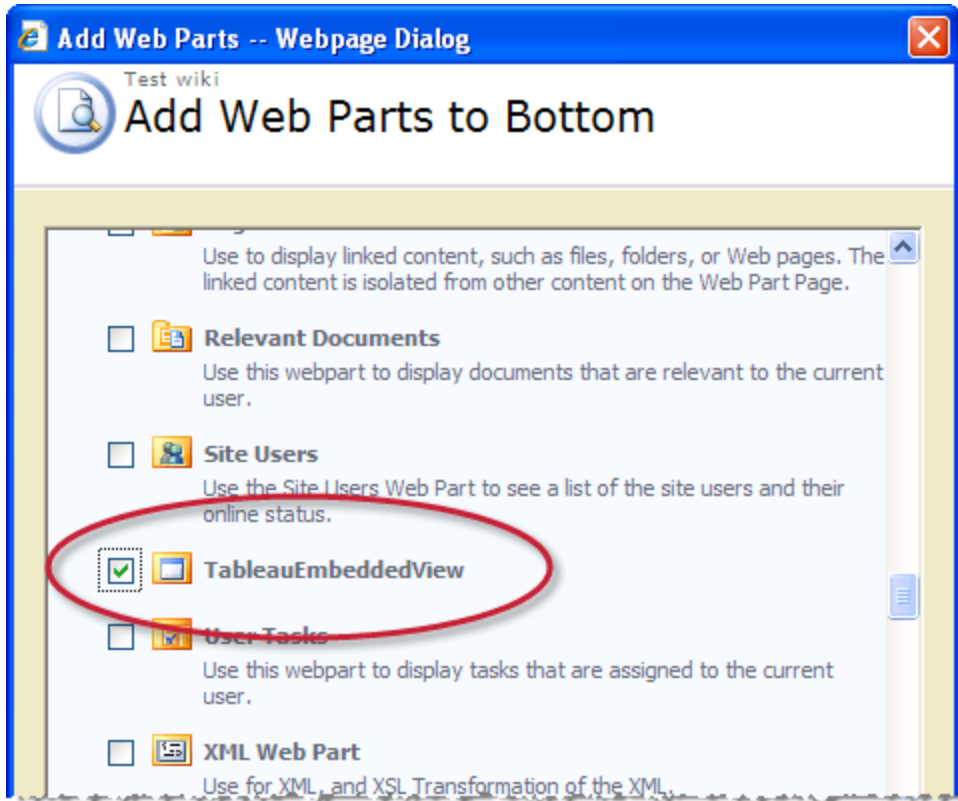 Add Web Parts -- Webpage Dialog
Test wiki
Add Web Parts to Bottom
Use to display linked content, such as files, folders, or Web pages. The
linked content is isolated from other content on the Web Part Page.
Relevant Documents
Use this webpart to display documents that are relevant to the current
user.
Site Users
Use the Site Users Web Part to see a list of the site users and their
online status.
TableauEmbeddedView
User Tasks
Use this webpart to display tasks that are assigned to the current
user.
XML Web Part
Use for XML, and XSL Transformation of the XML.